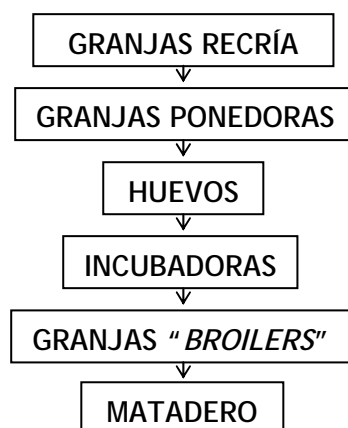 GRANJAS RECRÍA
GRANJAS PONEDORAS
HUEVOS
INCUBADORAS
GRANJAS "BROILERS"
MATADERO